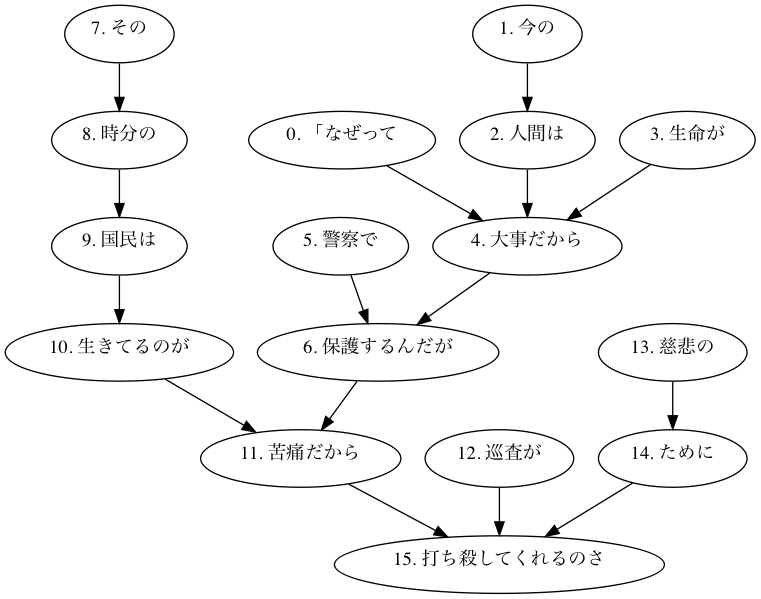 7. その
1. 今の
8. 時分の
0. 「なぜって
2. 人間は
3. 生命が
9. 国民は
5. 警察で
4. 大事だから
10. 生きてるのが
6. 保護するんだが
13. 慈悲の
11. 苦痛だから
12. 巡査が
14. ために
15. 打ち殺してくれるのさ